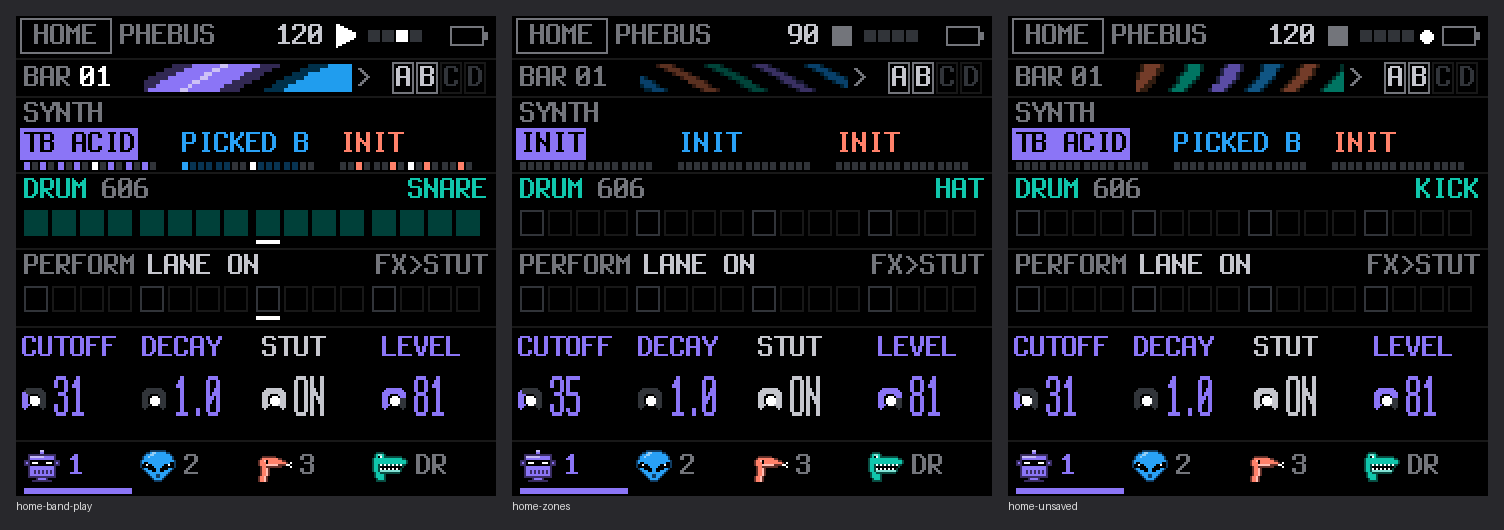 HOME PHEBUS 120
BAR 01 > A B C D
SYNTH
TB ACID PICKED B INIT
DRUM 606 SNARE
PERFORM LANE ON FX>STUT
CUTOFF DECAY STUT LEVEL
31 1.0 ON 81
1 2 3 DR
home-band-play
HOME PHEBUS 90
BAR 01 > A B C D
SYNTH
INIT INIT INIT
DRUM 606 HAT
PERFORM LANE ON FX>STUT
CUTOFF DECAY STUT LEVEL
35 1.0 ON 81
1 2 3 DR
home-zones
HOME PHEBUS 120
BAR 01 > A B C D
SYNTH
TB ACID PICKED B INIT
DRUM 606 KICK
PERFORM LANE ON FX>STUT
CUTOFF DECAY STUT LEVEL
31 1.0 ON 81
1 2 3 DR
home-unsaved